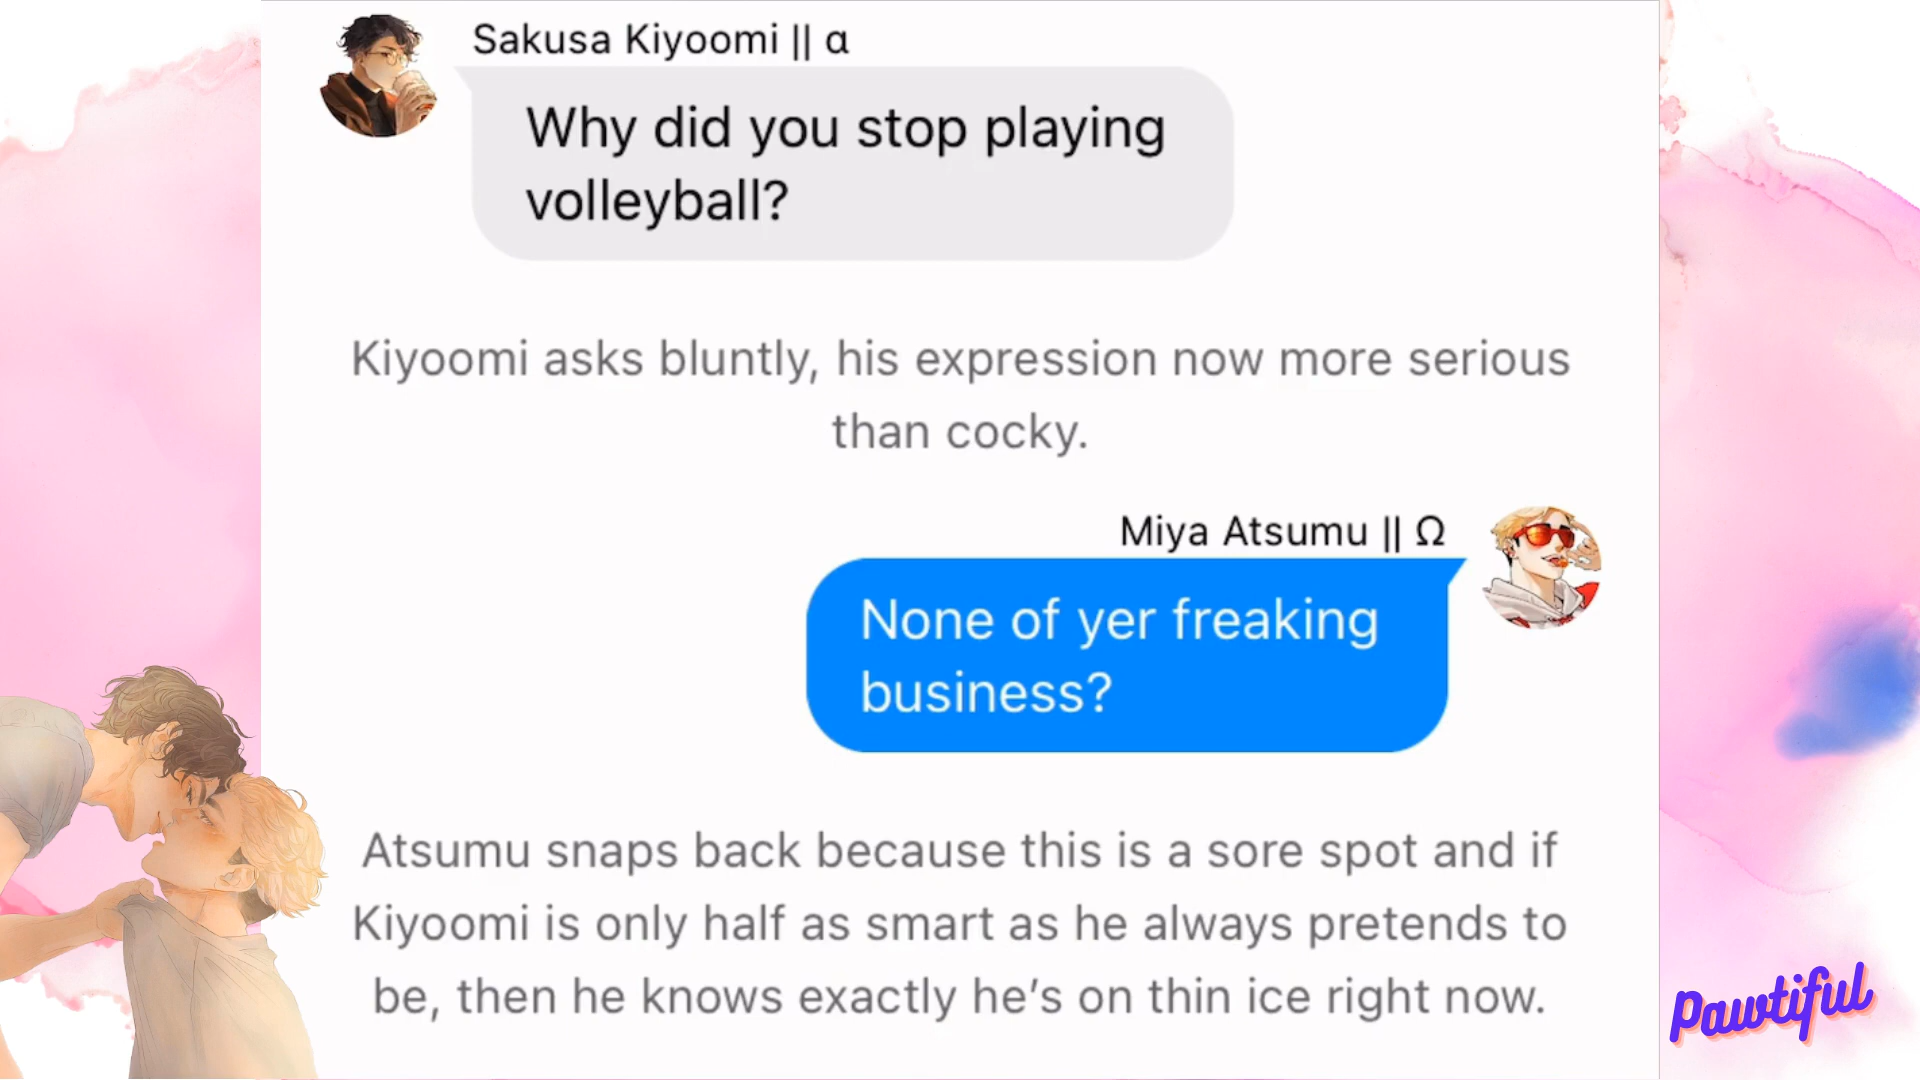 Sakusa Kiyoomi || α
Why did you stop playing
volleyball?
Kiyoomi asks bluntly, his expression now more serious
than cocky.
Miya Atsumu || Ω
None of yer freaking
business?
Atsumu snaps back because this is a sore spot and if
Kiyoomi is only half as smart as he always pretends to
be, then he knows exactly he’s on thin ice right now.
Pawtiful